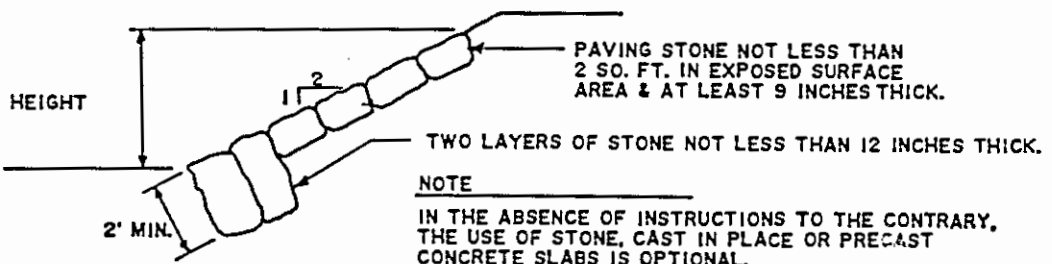 HEIGHT
1
2
PAVING STONE NOT LESS THAN
2 SQ. FT. IN EXPOSED SURFACE
AREA & AT LEAST 9 INCHES THICK.
TWO LAYERS OF STONE NOT LESS THAN 12 INCHES THICK.
2' MIN.
NOTE
IN THE ABSENCE OF INSTRUCTIONS TO THE CONTRARY,
THE USE OF STONE, CAST IN PLACE OR PRECAST
CONCRETE SLABS IS OPTIONAL.